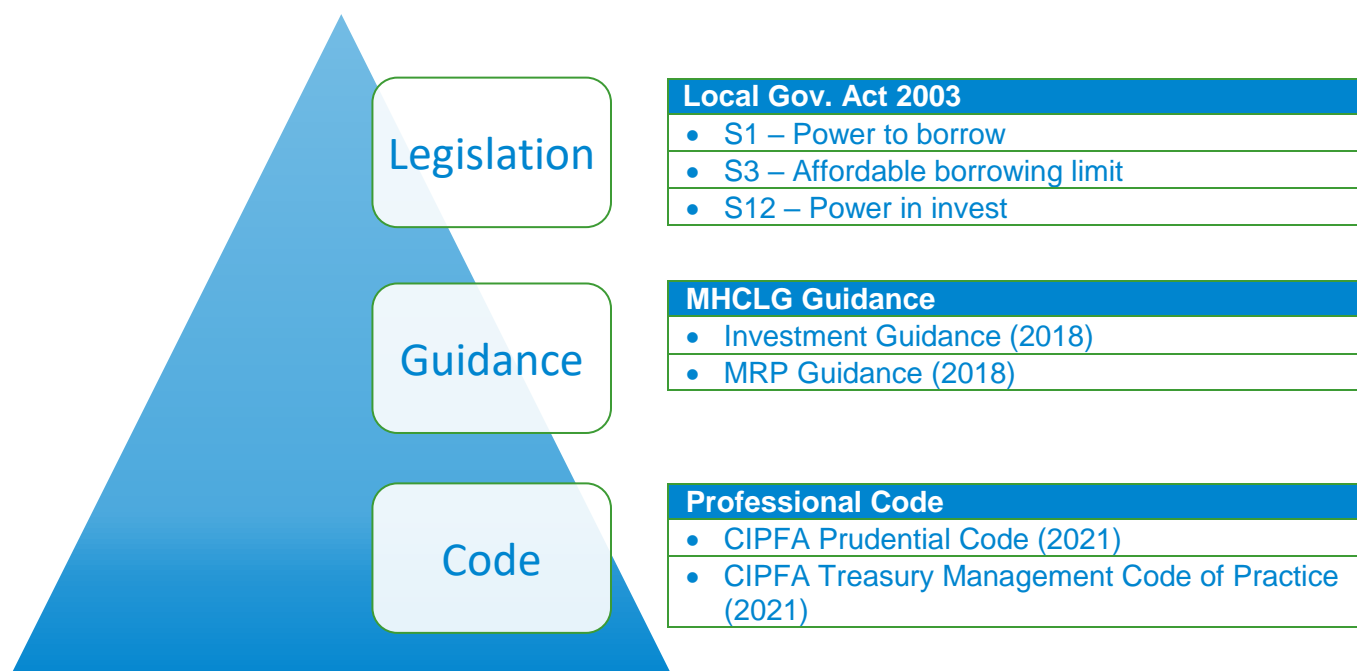 Legislation
Local Gov. Act 2003
• S1 – Power to borrow
• S3 – Affordable borrowing limit
• S12 – Power in invest
Guidance
MHCLG Guidance
• Investment Guidance (2018)
• MRP Guidance (2018)
Code
Professional Code
• CIPFA Prudential Code (2021)
• CIPFA Treasury Management Code of Practice
(2021)